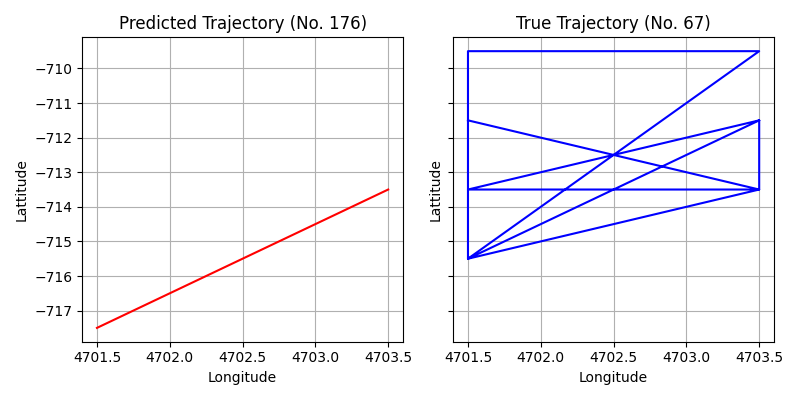 Predicted Trajectory (No. 176)
True Trajectory (No. 67)
−710
−711
−712
−713
−714
−715
−716
−717
Lattitude
Lattitude
4701.5 4702.0 4702.5 4703.0 4703.5
4701.5 4702.0 4702.5 4703.0 4703.5
Longitude
Longitude